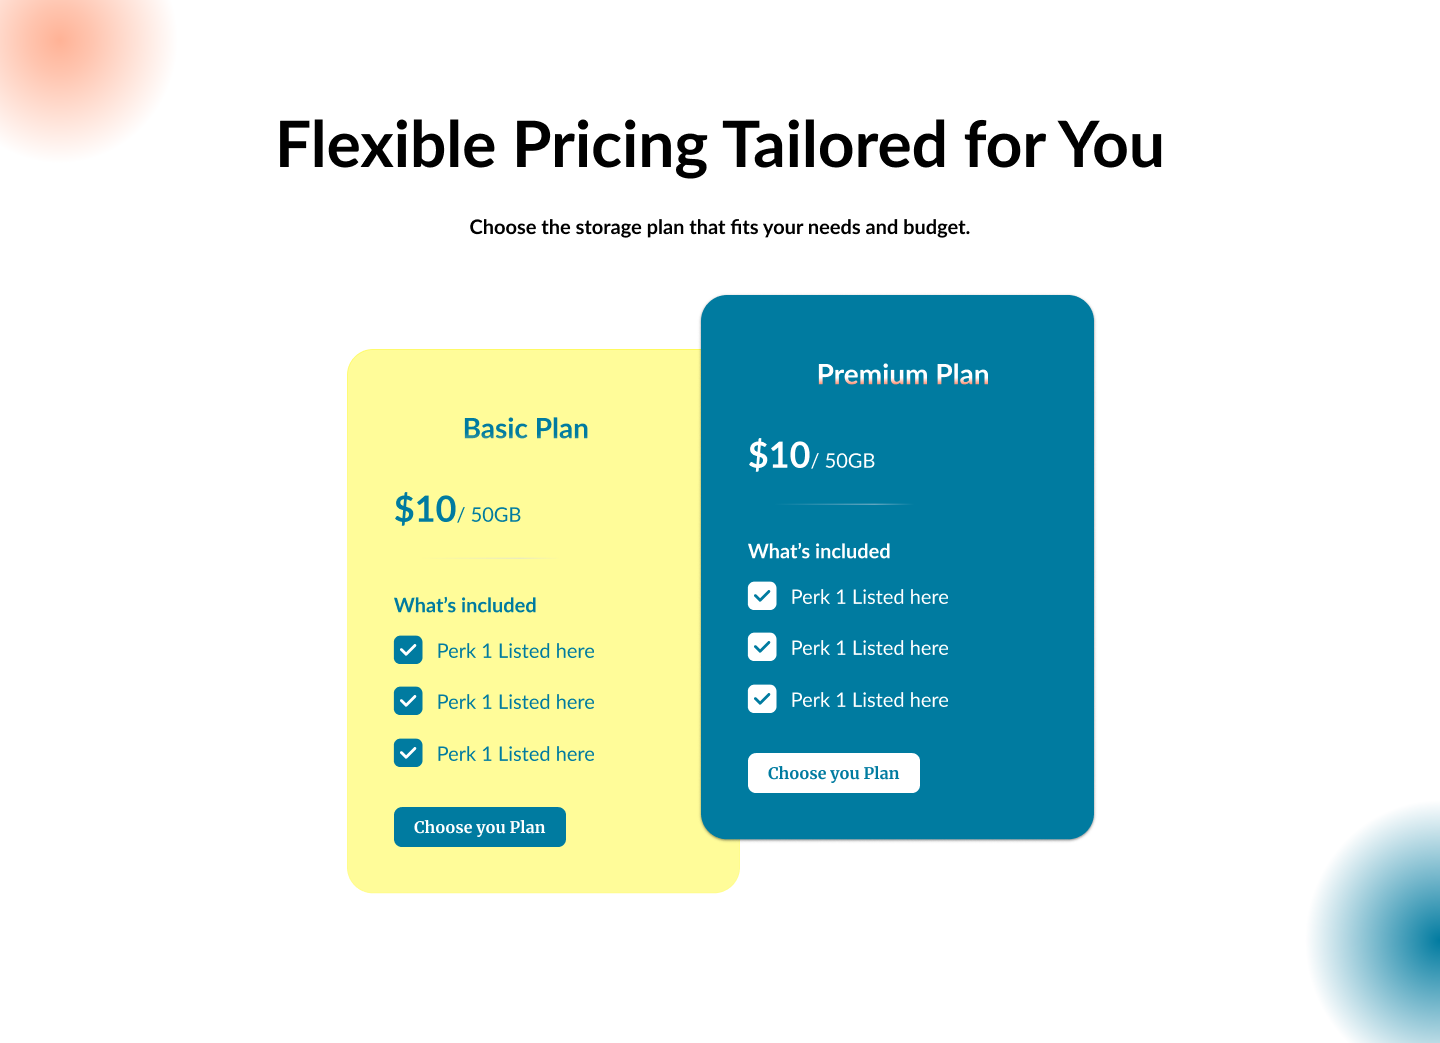 Flexible Pricing Tailored for You
Choose the storage plan that fits your needs and budget.
Basic Plan
$10/ 50GB
What’s included
Perk 1 Listed here
Perk 1 Listed here
Perk 1 Listed here
Choose you Plan
Premium Plan
$10/ 50GB
What’s included
Perk 1 Listed here
Perk 1 Listed here
Perk 1 Listed here
Choose you Plan